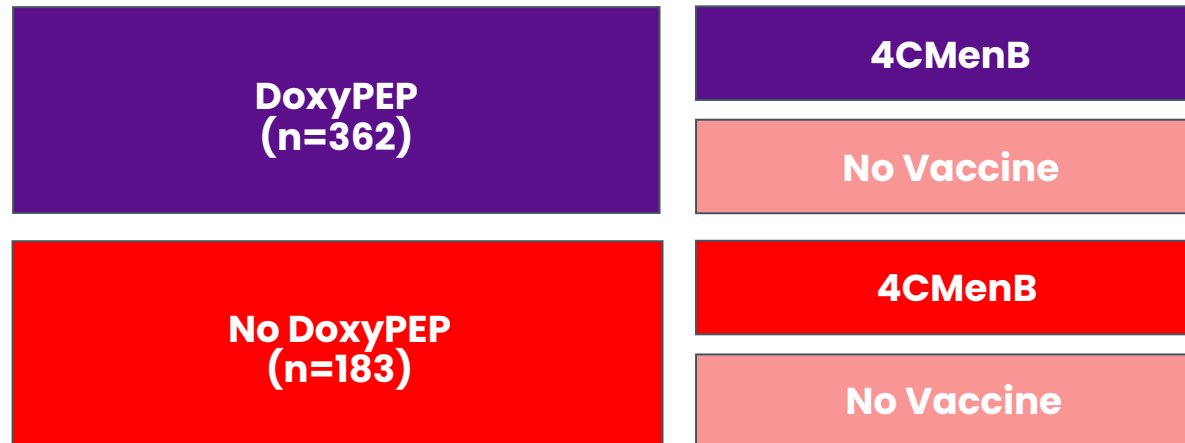 DoxyPEP
(n=362)
4CMenB
No Vaccine
No DoxyPEP
(n=183)
4CMenB
No Vaccine